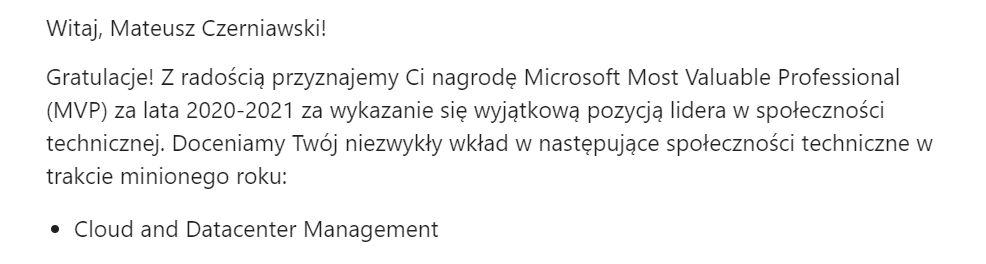 Witaj, Mateusz Czerniawski!
Gratulacje! Z radością przyznajemy Ci nagrodę Microsoft Most Valuable Professional
(MVP) za lata 2020-2021 za wykazanie się wyjątkową pozycją lidera w społeczności
technicznej. Doceniamy Twój niezwykły wkład w następujące społeczności techniczne w
trakcie minionego roku:
• Cloud and Datacenter Management